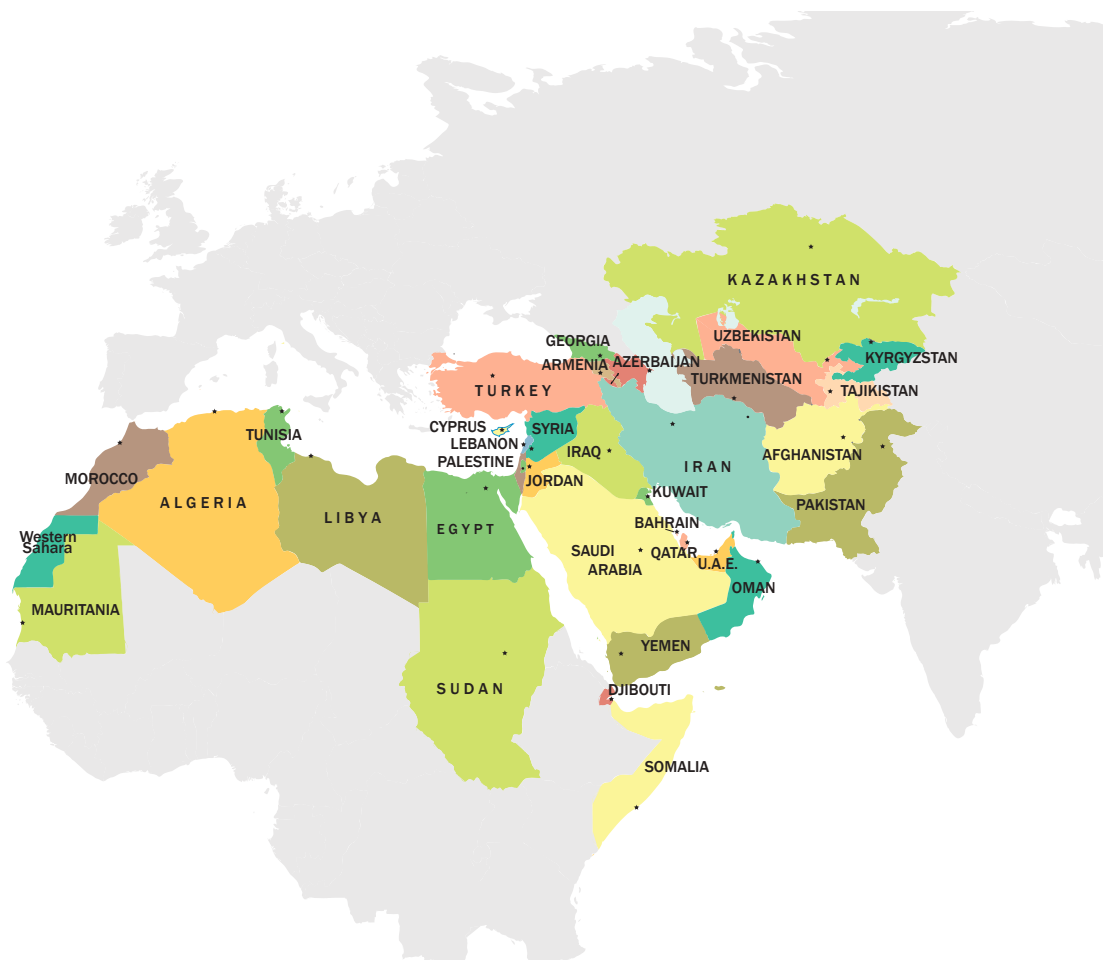 KAZAKHSTAN
GEORGIA
UZBEKISTAN
ARMENIA
AZERBAIJAN
KYRGYZSTAN
TURKEY
TURKMENISTAN
TAJIKISTAN
CYPRUS
SYRIA
TUNISIA
LEBANON
IRAQ
AFGHANISTAN
PALESTINE
IRAN
MOROCCO
JORDAN
KUWAIT
ALGERIA
LIBYA
PAKISTAN
EGYPT
BAHRAIN
Western
Sahara
SAUDI
ARABIA
QATAR
U.A.E.
OMAN
MAURITANIA
YEMEN
SUDAN
DJIBOUTI
SOMALIA